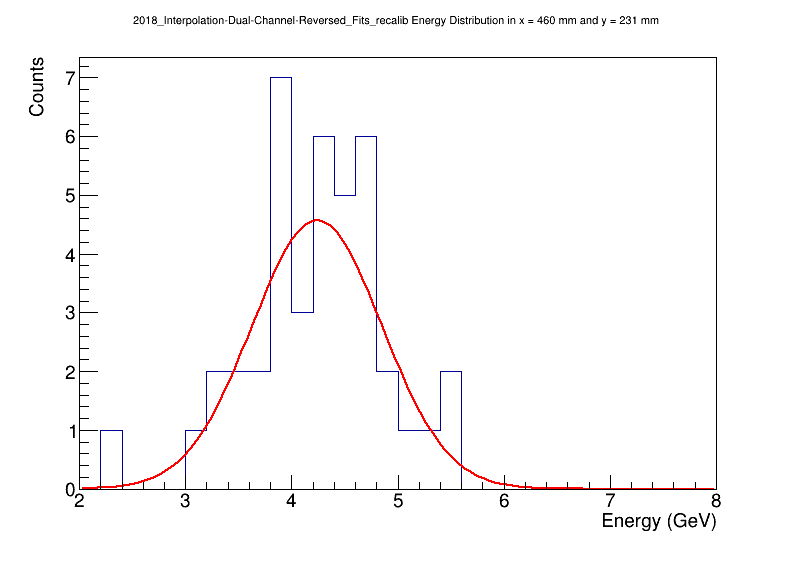 2018_Interpolation-Dual-Channel-Reversed_Fits_recalib Energy Distribution in x = 460 mm and y = 231 mm
Counts
7
6
5
4
3
2
1
0
2 3 4 5 6 7 8
Energy (GeV)